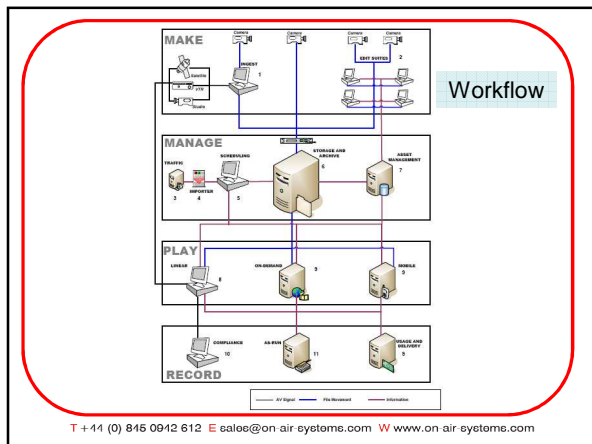 MAKE
Camera
Camera
Camera
Camera
EDIT SUITES 2
INGEST
1
Satellite
VTR
Studio
Workflow
MANAGE
STORAGE AND
ARCHIVE
6
ASSET
MANAGEMENT
7
TRAFFIC
SCHEDULING
IMPORTER
3
4
5
PLAY
LINEAR
8
ON-DEMAND
9
MOBILE
9
COMPLIANCE
10
AS-RUN
11
USAGE AND
DELIVERY
8
RECORD
AV Signal
File Movement
Information
T +44 (0) 845 0942 612 E sales@on-air-systems.com W www.on-air-systems.com